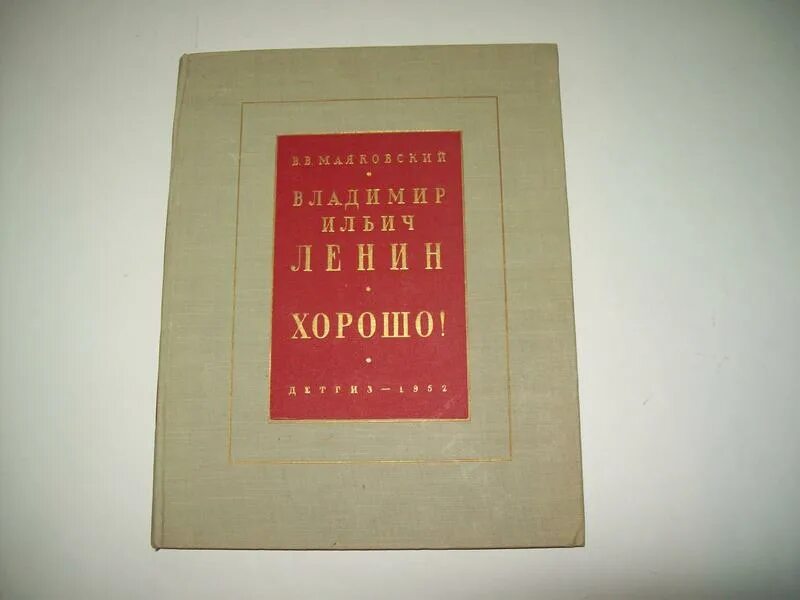 В.В. МАЯКОВСКИЙ
ВЛАДИМИР
ИЛЬИЧ
ЛЕНИН
ХОРОШО!
ДЕТГИЗ — 1952